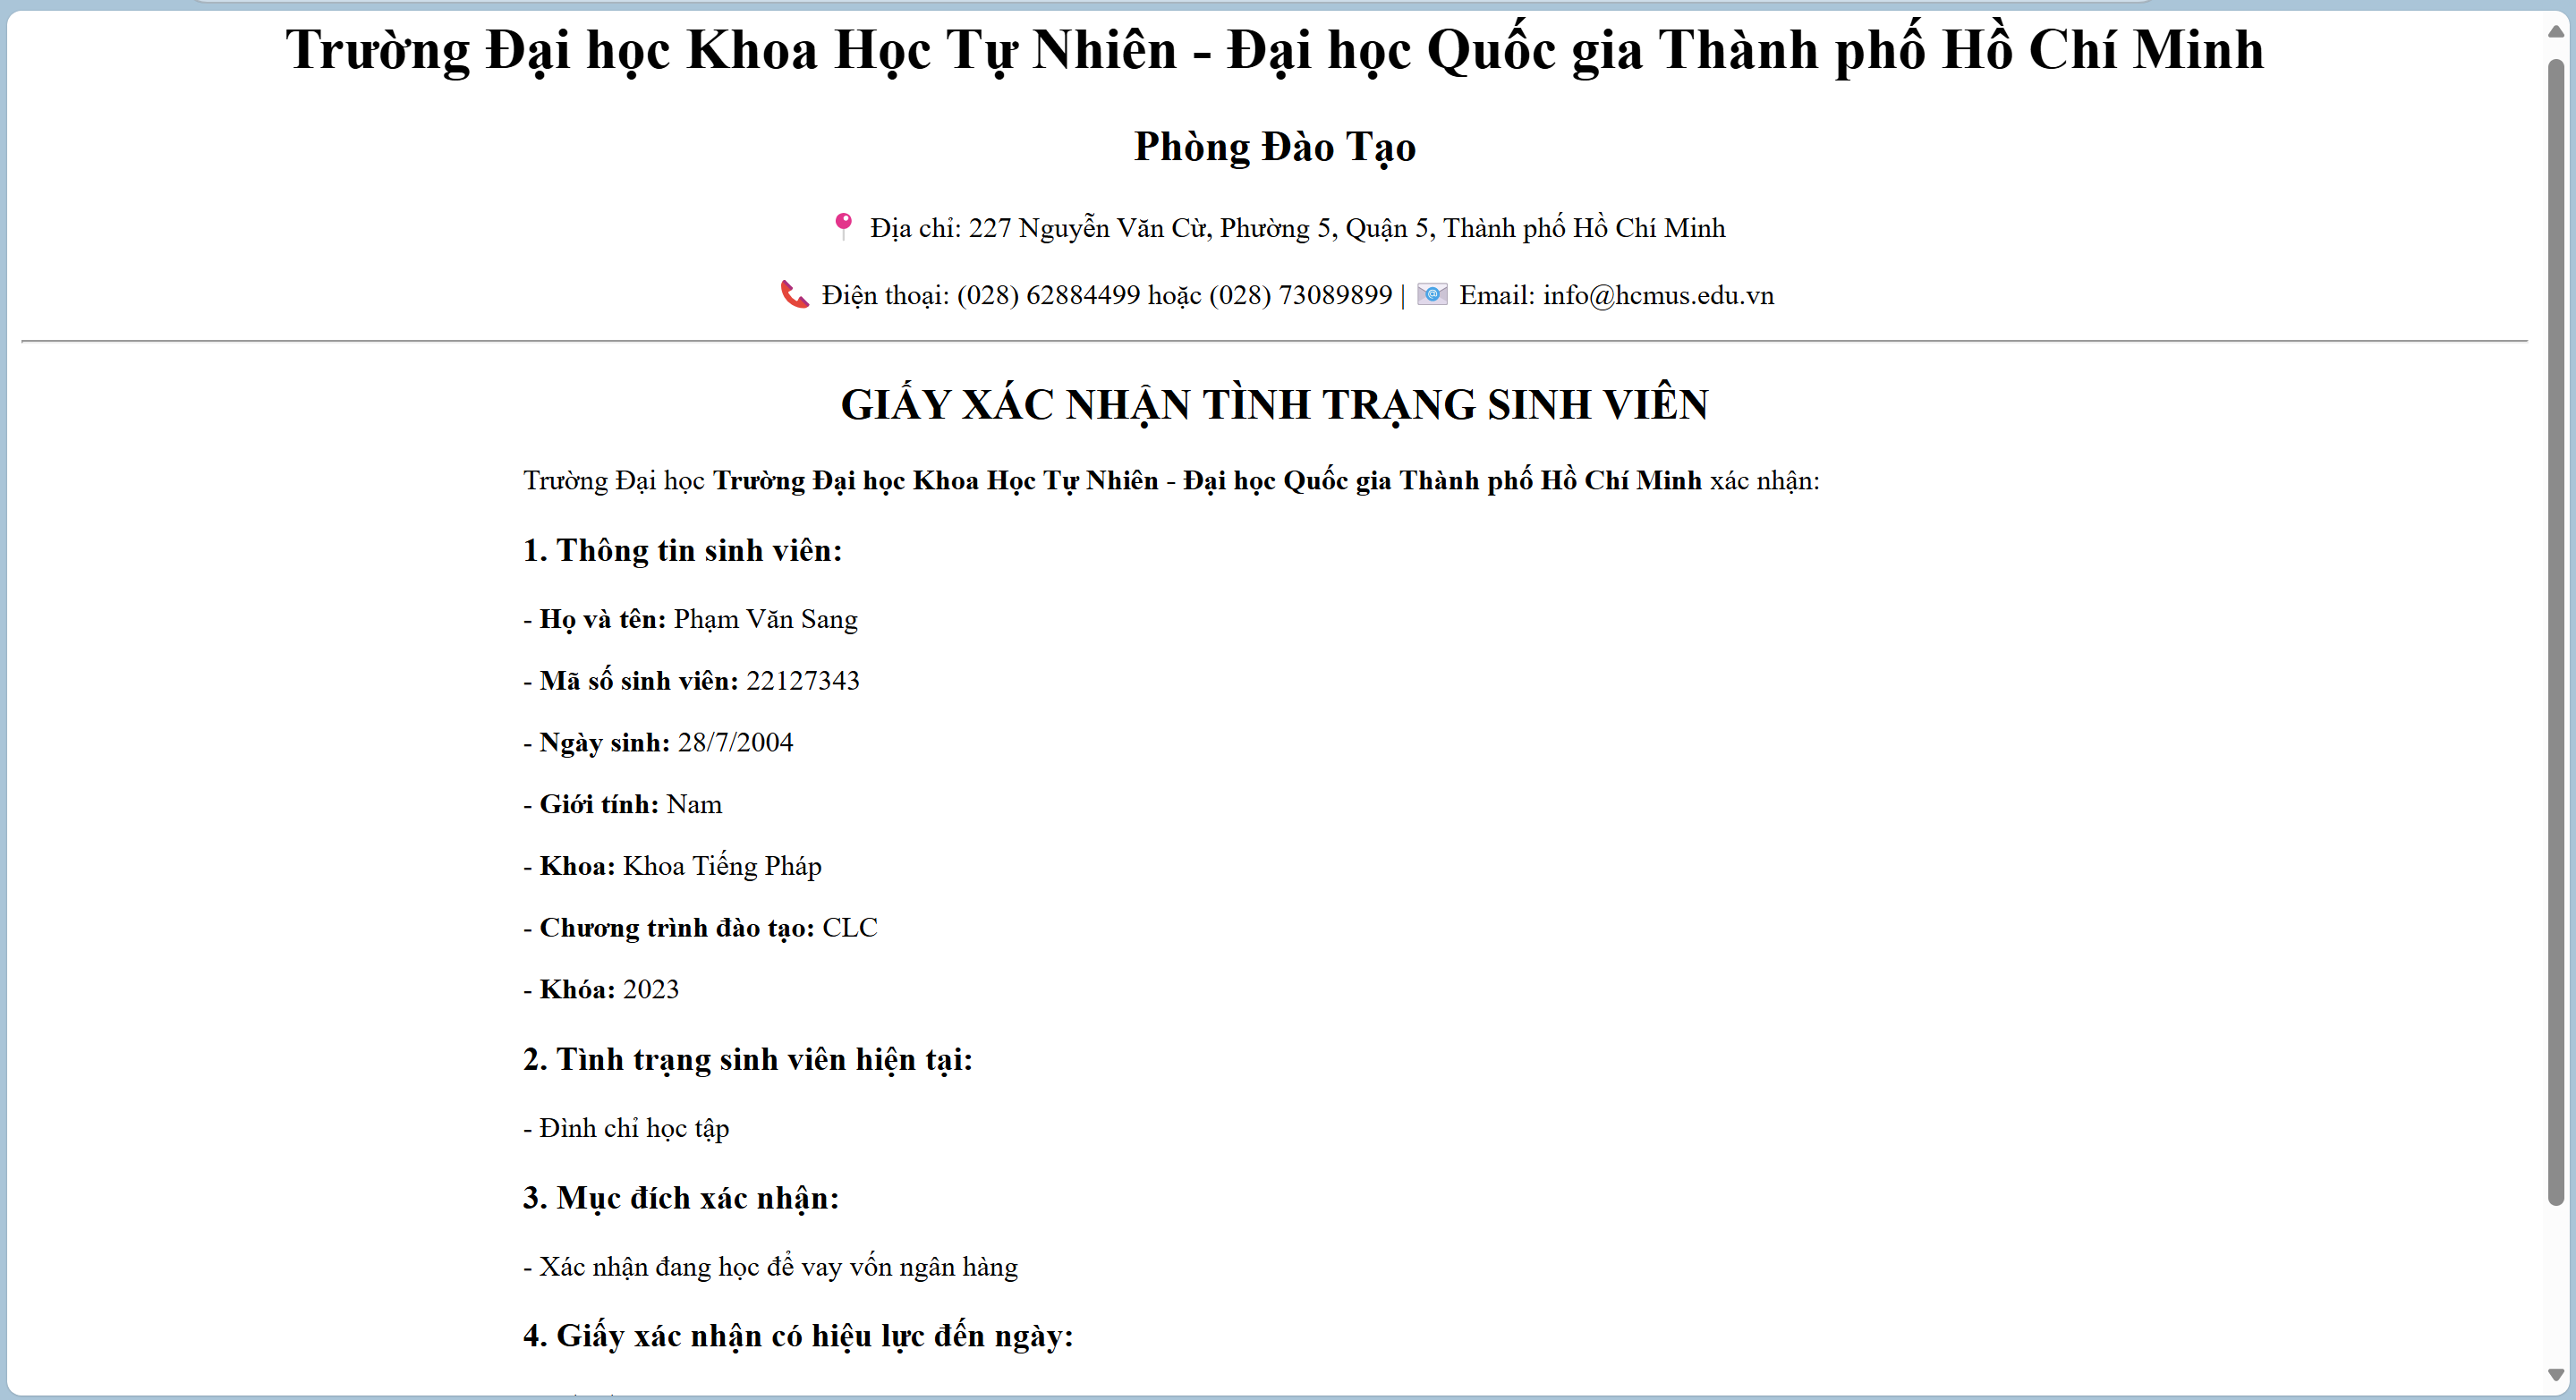 Trường Đại học Khoa Học Tự Nhiên - Đại học Quốc gia Thành phố Hồ Chí Minh
Phòng Đào Tạo
📍 Địa chỉ: 227 Nguyễn Văn Cừ, Phường 5, Quận 5, Thành phố Hồ Chí Minh
📞 Điện thoại: (028) 62884499 hoặc (028) 73089899 | 📧 Email: info@hcmus.edu.vn
GIẤY XÁC NHẬN TÌNH TRẠNG SINH VIÊN
Trường Đại học Trường Đại học Khoa Học Tự Nhiên - Đại học Quốc gia Thành phố Hồ Chí Minh xác nhận:
1. Thông tin sinh viên:
- Họ và tên: Phạm Văn Sang
- Mã số sinh viên: 22127343
- Ngày sinh: 28/7/2004
- Giới tính: Nam
- Khoa: Khoa Tiếng Pháp
- Chương trình đào tạo: CLC
- Khóa: 2023
2. Tình trạng sinh viên hiện tại:
- Đình chỉ học tập
3. Mục đích xác nhận:
- Xác nhận đang học để vay vốn ngân hàng
4. Giấy xác nhận có hiệu lực đến ngày: